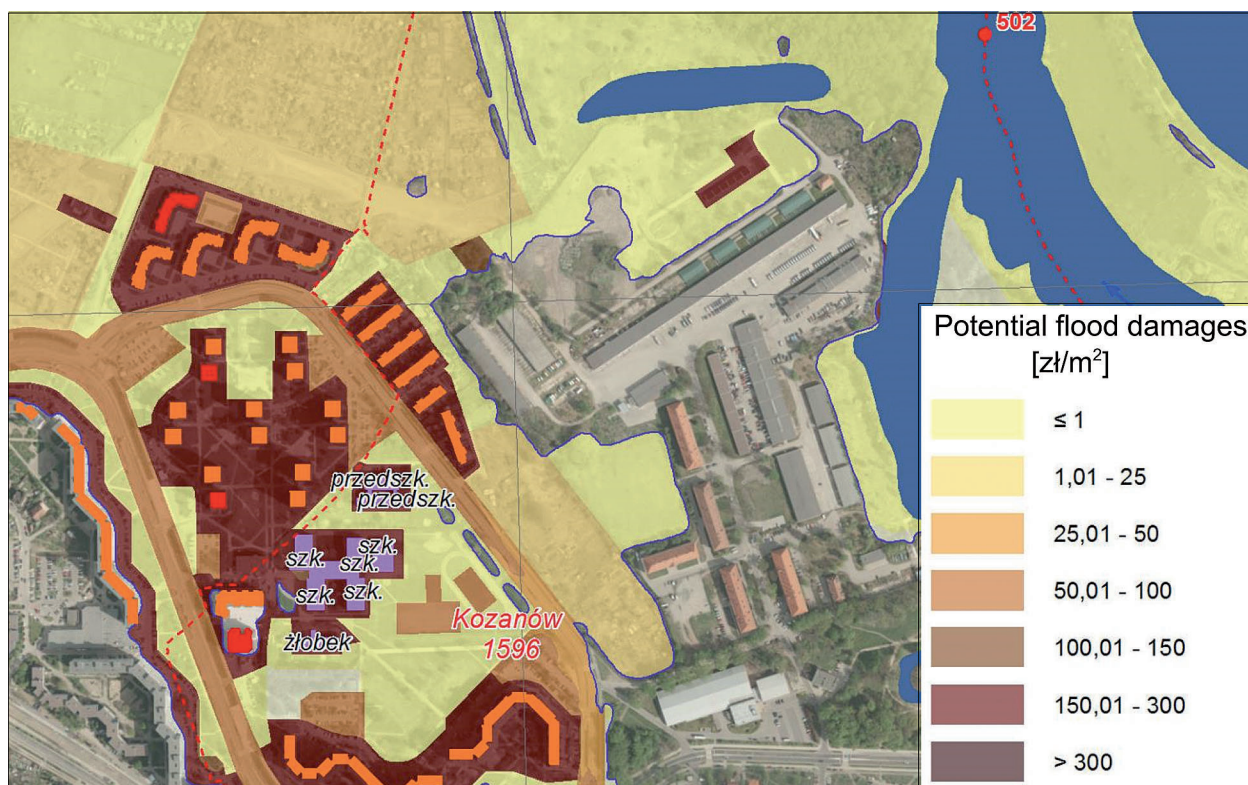 502
przedszk.
przedszk.
szk.
szk.
szk.
szk.
szk.
żłobek
Kozanów
1596
Potential flood damages
[zł/m²]
≤ 1
1,01 - 25
25,01 - 50
50,01 - 100
100,01 - 150
150,01 - 300
> 300